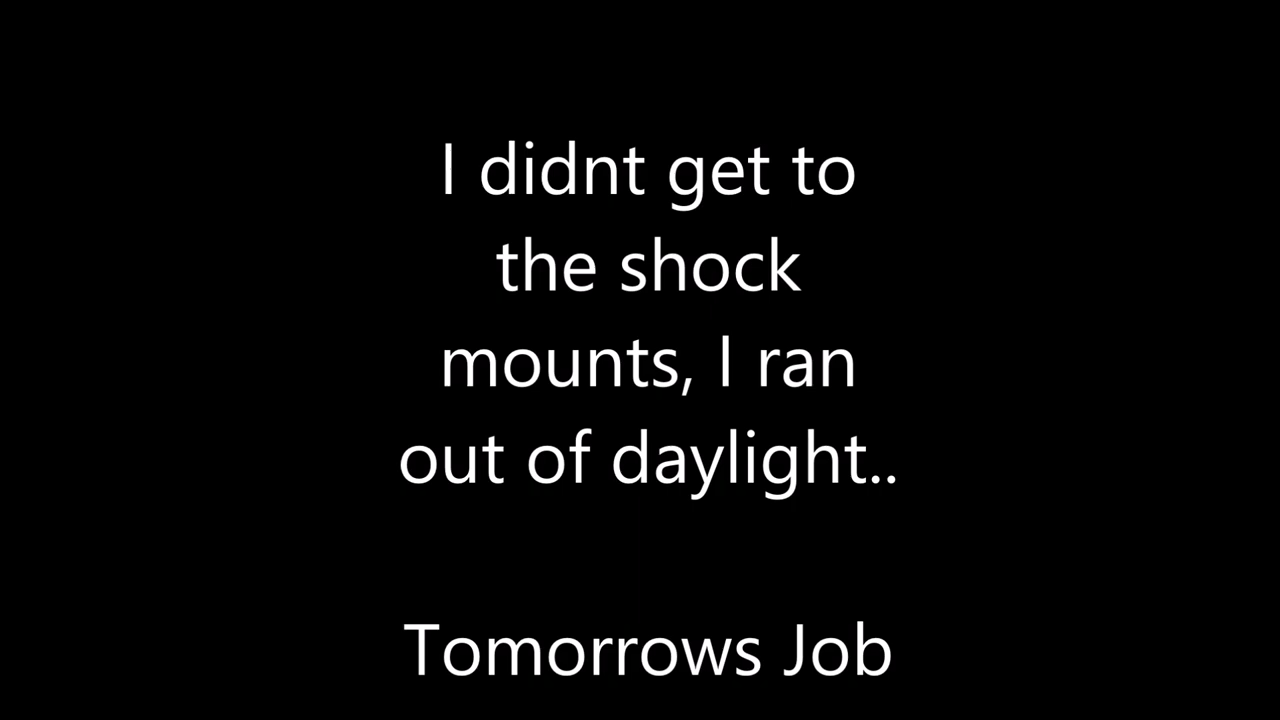 I didnt get to
the shock
mounts, I ran
out of daylight..
Tomorrows Job